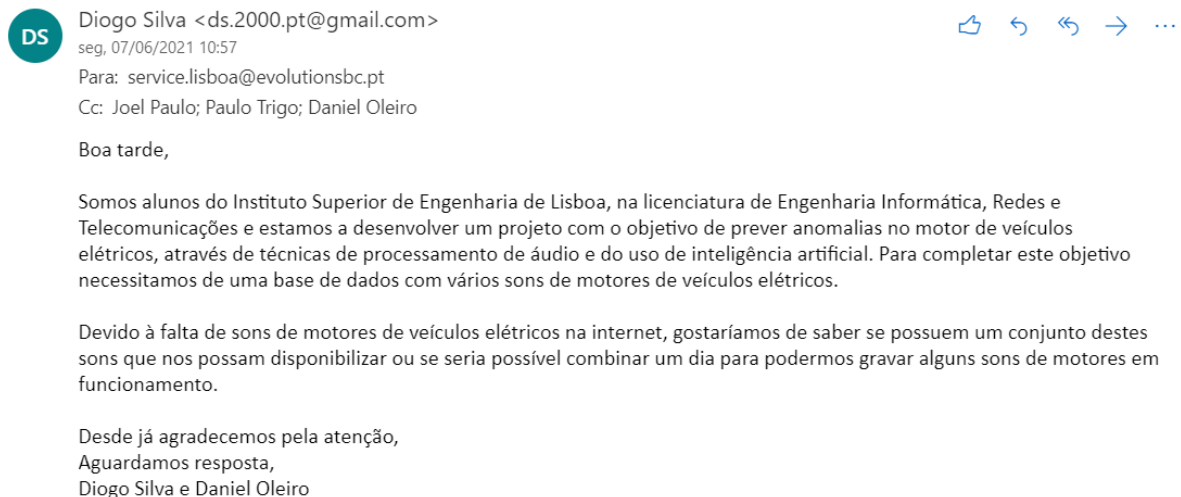 DS
Diogo Silva <ds.2000.pt@gmail.com>
seg, 07/06/2021 10:57
Para: service.lisboa@evolutionsbc.pt
Cc: Joel Paulo; Paulo Trigo; Daniel Oleiro
Boa tarde,
Somos alunos do Instituto Superior de Engenharia de Lisboa, na licenciatura de Engenharia Informática, Redes e
Telecomunicações e estamos a desenvolver um projeto com o objetivo de prever anomalias no motor de veículos
elétricos, através de técnicas de processamento de áudio e do uso de inteligência artificial. Para completar este objetivo
necessitamos de uma base de dados com vários sons de motores de veículos elétricos.
Devido à falta de sons de motores de veículos elétricos na internet, gostaríamos de saber se possuem um conjunto destes
sons que nos possam disponibilizar ou se seria possível combinar um dia para podermos gravar alguns sons de motores em
funcionamento.
Desde já agradecemos pela atenção,
Aguardamos resposta,
Diogo Silva e Daniel Oleiro